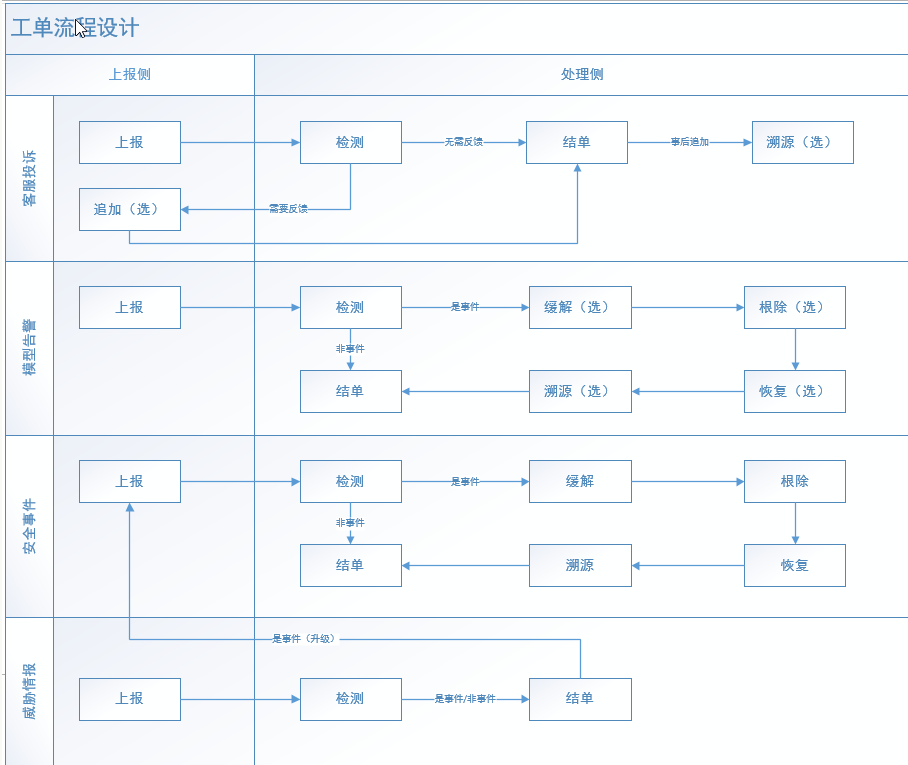 工单流程设计
上报侧
处理侧
客服投诉
上报
检测
无需反馈
结单
事后追加
溯源（选）
追加（选）
需要反馈
模型告警
上报
检测
是事件
缓解（选）
根除（选）
非事件
结单
溯源（选）
恢复（选）
安全事件
上报
检测
是事件
缓解
根除
非事件
结单
溯源
恢复
是事件（升级）
威胁情报
上报
检测
是事件/非事件
结单